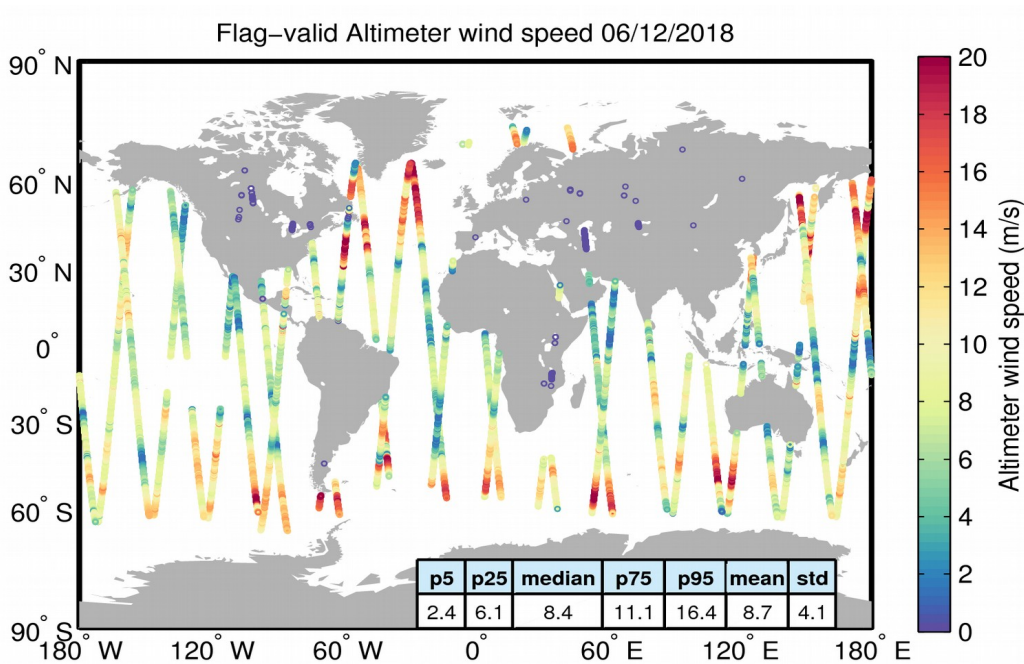 Flag−valid Altimeter wind speed 06/12/2018
90° N
60° N
30° N
0°
30° S
60° S
90° S
180° W
120° W
60° W
0°
60° E
120° E
180° E
20
18
16
14
12
10
8
6
4
2
0
Altimeter wind speed (m/s)
p5 p25 median p75 p95 mean std
2.4 6.1 8.4 11.1 16.4 8.7 4.1